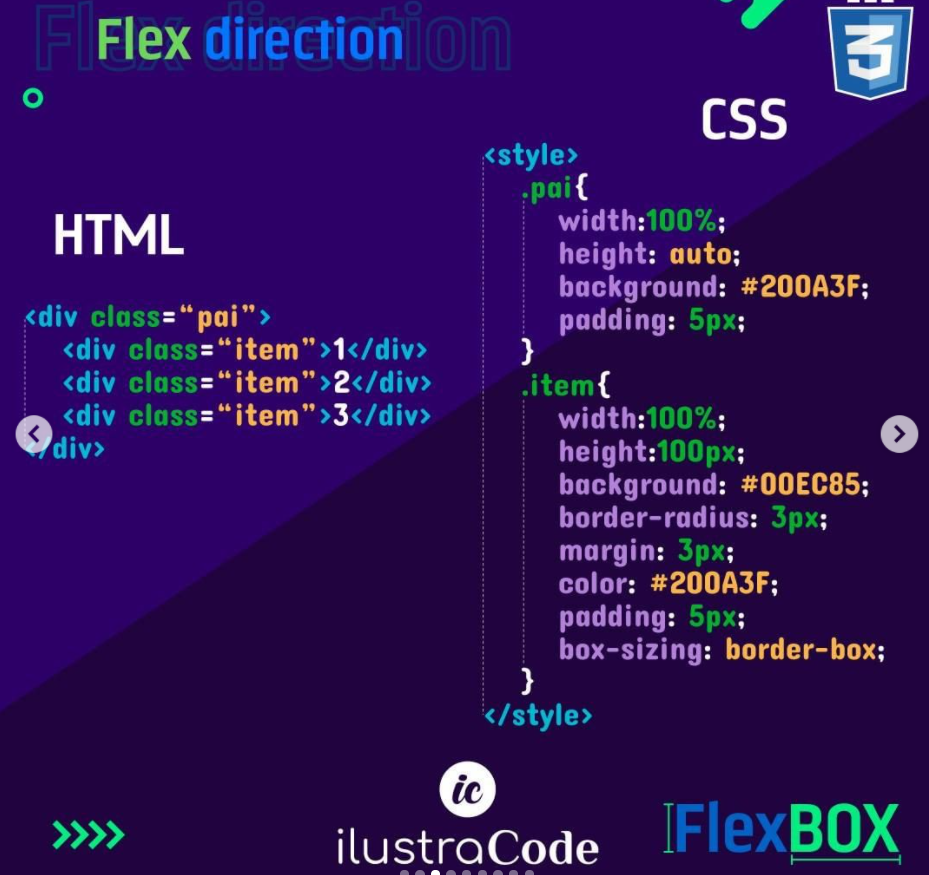 Flex direction
HTML
<div class=“pai”>
<div class=“item”>1</div>
<div class=“item”>2</div>
<div class=“item”>3</div>
</div>
3
CSS
<style>
.pai{
width:100%;
height: auto;
background: #200A3F;
padding: 5px;
}
.item{
width:100%;
height:100px;
background: #00EC85;
border-radius: 3px;
margin: 3px;
color: #200A3F;
padding: 5px;
box-sizing: border-box;
}
</style>
ic
ilustraCode
FlexBOX